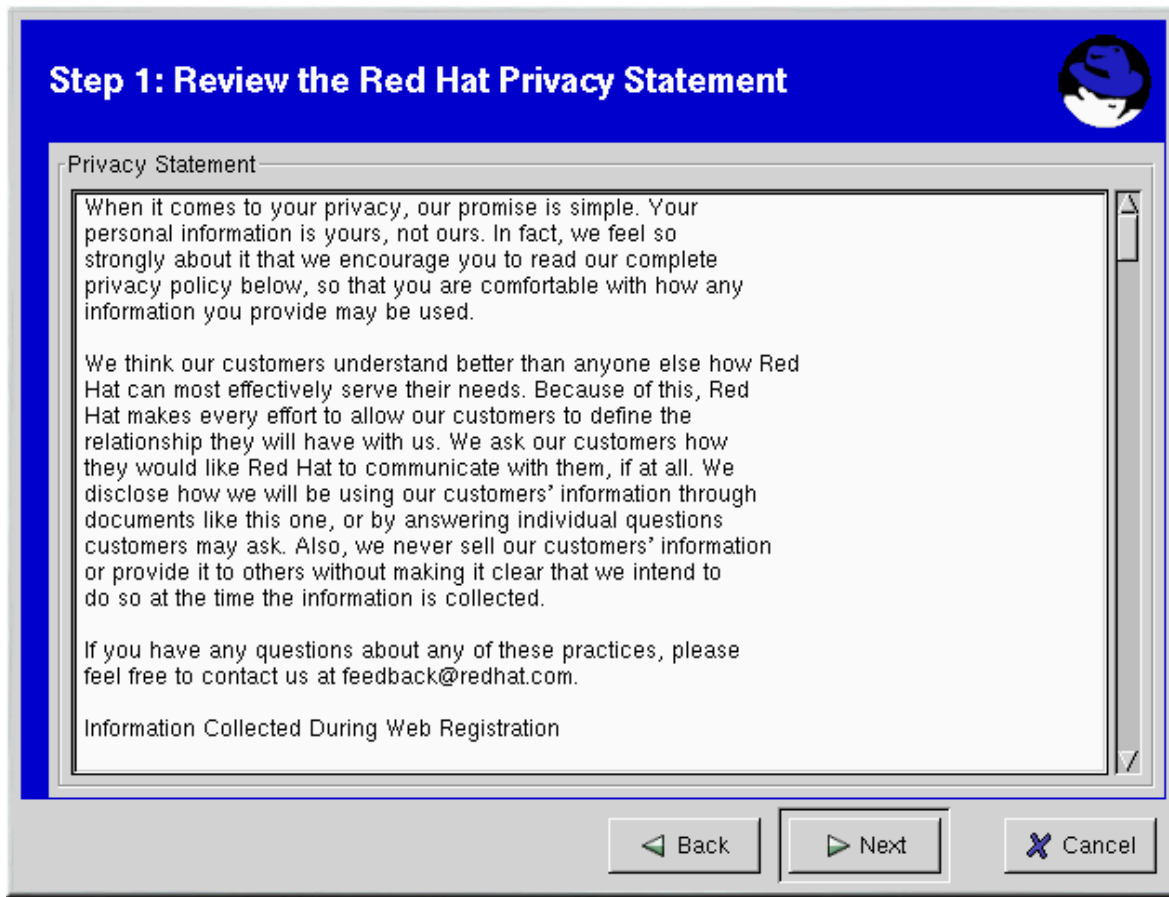 Step 1: Review the Red Hat Privacy Statement
Privacy Statement
When it comes to your privacy, our promise is simple. Your
personal information is yours, not ours. In fact, we feel so
strongly about it that we encourage you to read our complete
privacy policy below, so that you are comfortable with how any
information you provide may be used.
We think our customers understand better than anyone else how Red
Hat can most effectively serve their needs. Because of this, Red
Hat makes every effort to allow our customers to define the
relationship they will have with us. We ask our customers how
they would like Red Hat to communicate with them, if at all. We
disclose how we will be using our customers' information through
documents like this one, or by answering individual questions
customers may ask. Also, we never sell our customers' information
or provide it to others without making it clear that we intend to
do so at the time the information is collected.
If you have any questions about any of these practices, please
feel free to contact us at feedback@redhat.com.
Information Collected During Web Registration
Back
Next
Cancel